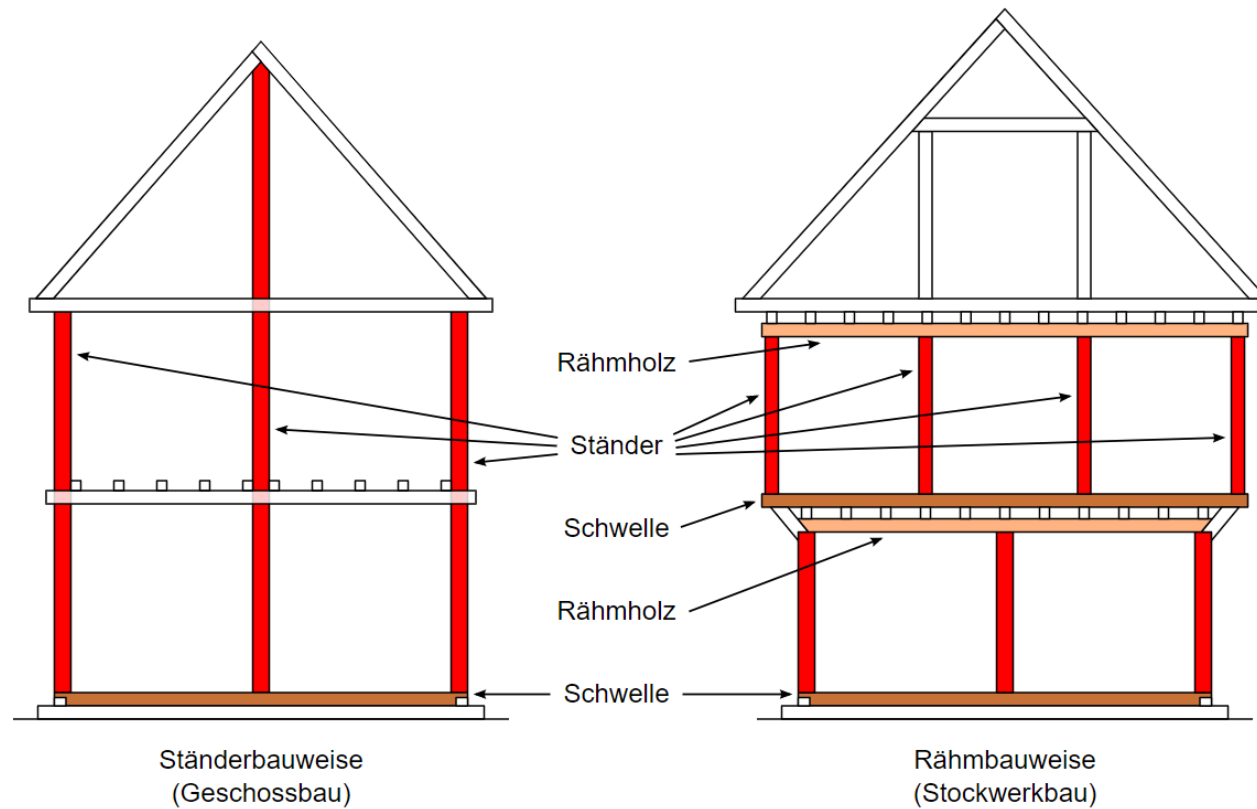 Rähmholz
Ständer
Schwelle
Rähmholz
Schwelle
Ständerbauweise
(Geschossbau)
Rähmbauweise
(Stockwerkbau)